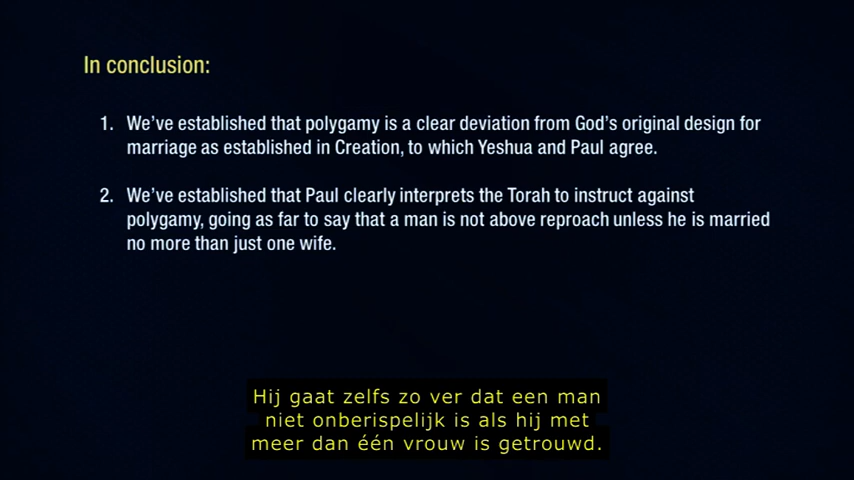 In conclusion:
1. We've established that polygamy is a clear deviation from God's original design for
marriage as established in Creation, to which Yeshua and Paul agree.
2. We've established that Paul clearly interprets the Torah to instruct against
polygamy, going as far to say that a man is not above reproach unless he is married
no more than just one wife.
Hij gaat zelfs zo ver dat een man
niet onberispelijk is als hij met
meer dan één vrouw is getrouwd.